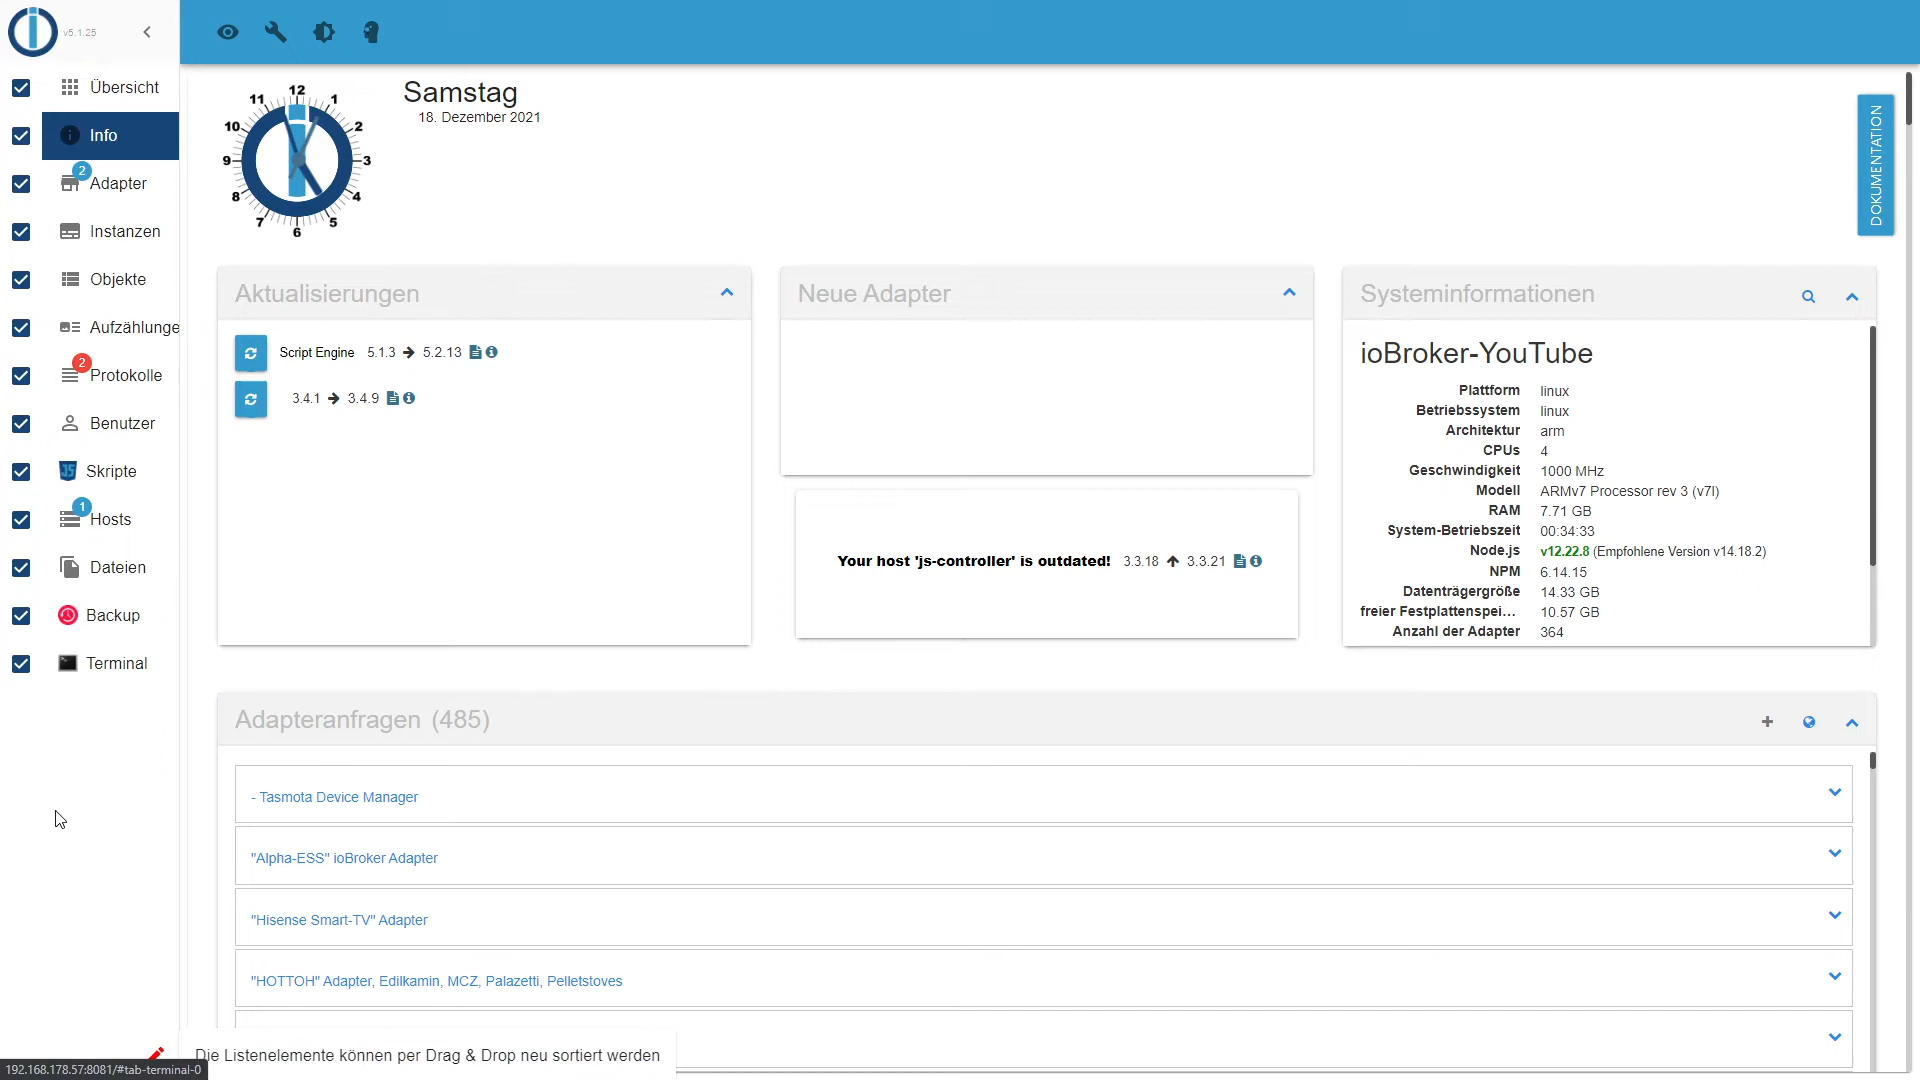 v5.1.25
Übersicht
Info
2
Adapter
Instanzen
Objekte
Aufzählunge
2
Protokolle
Benutzer
JS
Skripte
1
Hosts
Dateien
Backup
Terminal
12
1
2
3
4
5
6
7
8
9
10
11
Samstag
18. Dezember 2021
DOKUMENTATION
Aktualisierungen
Script Engine 5.1.3 → 5.2.13
3.4.1 → 3.4.9
Neue Adapter
Your host 'js-controller' is outdated! 3.3.18 ↑ 3.3.21
Systeminformationen
ioBroker-YouTube
Plattform linux
Betriebssystem linux
Architektur arm
CPUs 4
Geschwindigkeit 1000 MHz
Modell ARMv7 Processor rev 3 (v7l)
RAM 7.71 GB
System-Betriebszeit 00:34:33
Node.js v12.22.8 (Empfohlene Version v14.18.2)
NPM 6.14.15
Datenträgergröße 14.33 GB
freier Festplattenspei... 10.57 GB
Anzahl der Adapter 364
Adapteranfragen (485)
- Tasmota Device Manager
"Alpha-ESS" ioBroker Adapter
"Hisense Smart-TV" Adapter
"HOTTOH" Adapter, Edilkamin, MCZ, Palazetti, Pelletstoves
Die Listenelemente können per Drag & Drop neu sortiert werden
192.168.178.57:8081/#tab-terminal-0